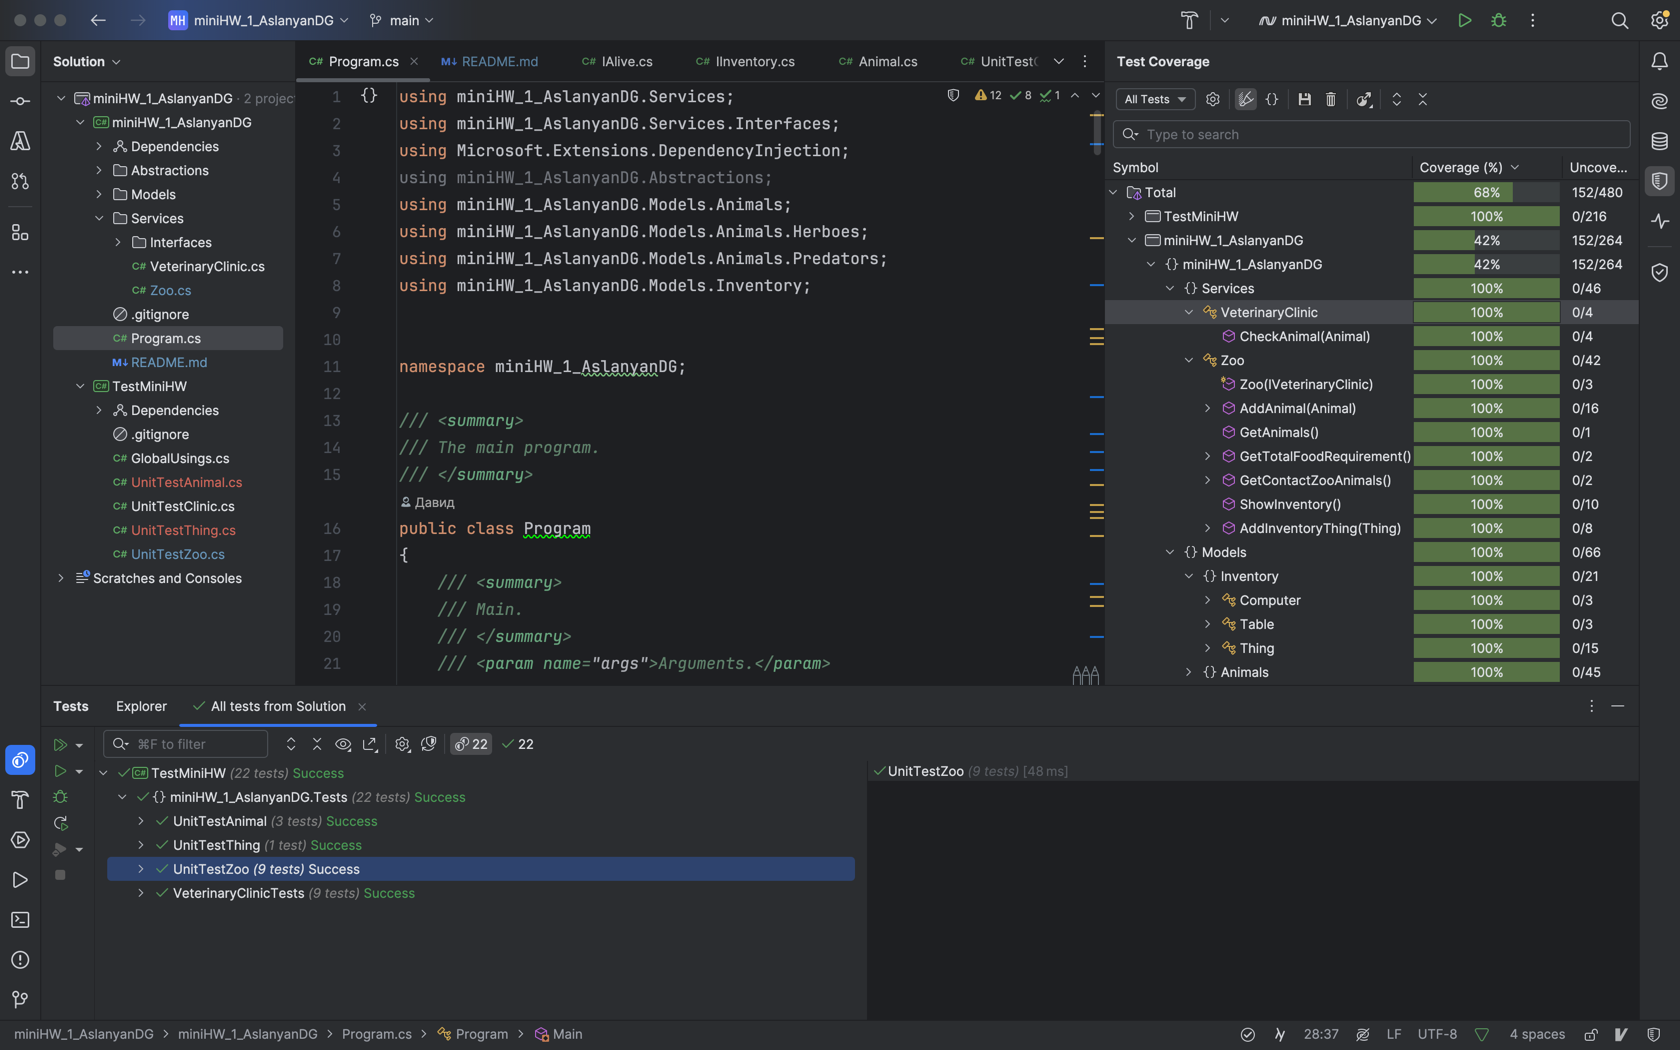 MH miniHW_1_AslanyanDG main miniHW_1_AslanyanDG
Solution
miniHW_1_AslanyanDG · 2 projec
C# miniHW_1_AslanyanDG
Dependencies
Abstractions
Models
Services
Interfaces
C# VeterinaryClinic.cs
C# Zoo.cs
.gitignore
C# Program.cs
M↓ README.md
C# TestMiniHW
Dependencies
.gitignore
C# GlobalUsings.cs
C# UnitTestAnimal.cs
C# UnitTestClinic.cs
C# UnitTestThing.cs
C# UnitTestZoo.cs
Scratches and Consoles
C# Program.cs M↓ README.md C# IAlive.cs C# IInventory.cs C# Animal.cs C# UnitTestC
12 8 1
1 {} using miniHW_1_AslanyanDG.Services;
2 using miniHW_1_AslanyanDG.Services.Interfaces;
3 using Microsoft.Extensions.DependencyInjection;
4 using miniHW_1_AslanyanDG.Abstractions;
5 using miniHW_1_AslanyanDG.Models.Animals;
6 using miniHW_1_AslanyanDG.Models.Animals.Herboes;
7 using miniHW_1_AslanyanDG.Models.Animals.Predators;
8 using miniHW_1_AslanyanDG.Models.Inventory;
9
10
11 namespace miniHW_1_AslanyanDG;
12
13 /// <summary>
14 /// The main program.
15 /// </summary>
Давид
16 public class Program
17 {
18 /// <summary>
19 /// Main.
20 /// </summary>
21 /// <param name="args">Arguments.</param>
Test Coverage
All Tests {}
Type to search
Symbol Coverage (%) Uncove...
Total 68% 152/480
TestMiniHW 100% 0/216
miniHW_1_AslanyanDG 42% 152/264
{} miniHW_1_AslanyanDG 42% 152/264
{} Services 100% 0/46
VeterinaryClinic 100% 0/4
CheckAnimal(Animal) 100% 0/4
Zoo 100% 0/42
Zoo(IVeterinaryClinic) 100% 0/3
AddAnimal(Animal) 100% 0/16
GetAnimals() 100% 0/1
GetTotalFoodRequirement() 100% 0/2
GetContactZooAnimals() 100% 0/2
ShowInventory() 100% 0/10
AddInventoryThing(Thing) 100% 0/8
{} Models 100% 0/66
{} Inventory 100% 0/21
Computer 100% 0/3
Table 100% 0/3
Thing 100% 0/15
{} Animals 100% 0/45
Tests Explorer All tests from Solution
⌘F to filter 22 22
C# TestMiniHW (22 tests) Success
{} miniHW_1_AslanyanDG.Tests (22 tests) Success
UnitTestAnimal (3 tests) Success
UnitTestThing (1 test) Success
UnitTestZoo (9 tests) Success
VeterinaryClinicTests (9 tests) Success
UnitTestZoo (9 tests) [48 ms]
miniHW_1_AslanyanDG > miniHW_1_AslanyanDG > Program.cs > Program > Main 28:37 LF UTF-8 4 spaces